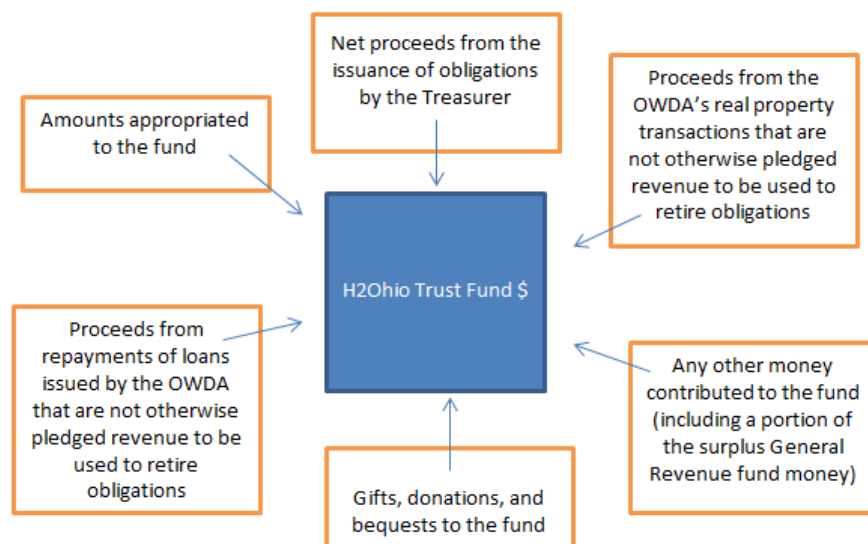 Net proceeds from the
issuance of obligations
by the Treasurer
Amounts appropriated
to the fund
Proceeds from the
OWDA’s real property
transactions that are
not otherwise pledged
revenue to be used to
retire obligations
H2Ohio Trust Fund $
Proceeds from
repayments of loans
issued by the OWDA
that are not otherwise
pledged revenue to be
used to retire
obligations
Any other money
contributed to the fund
(including a portion of
the surplus General
Revenue fund money)
Gifts, donations, and
bequests to the fund